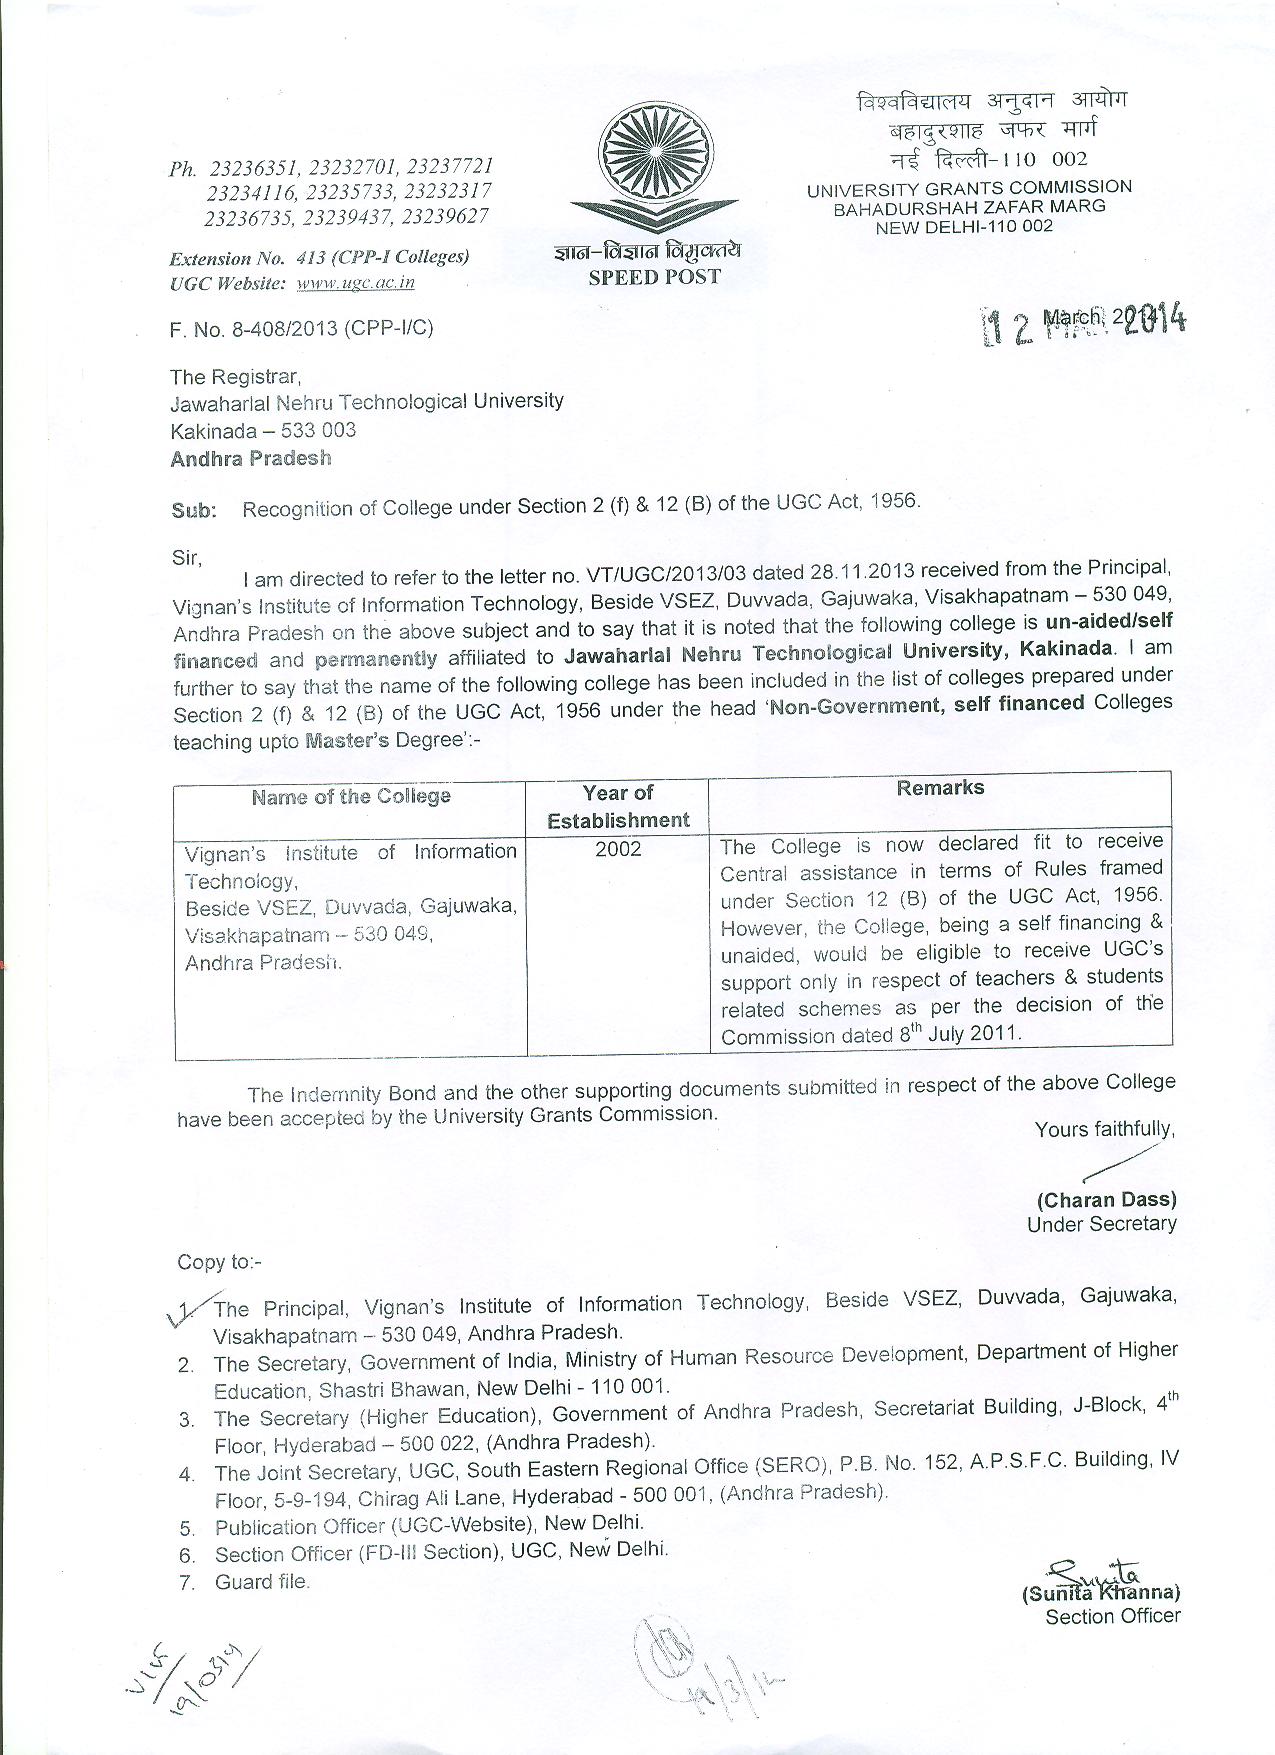 विश्वविद्यालय अनुदान आयोग
बहादुरशाह जफर मार्ग
नई दिल्ली-110 002
UNIVERSITY GRANTS COMMISSION
BAHADURSHAH ZAFAR MARG
NEW DELHI-110 002
Ph. 23236351, 23232701, 23237721
23234116, 23235733, 23232317
23236735, 23239437, 23239627
Extension No. 413 (CPP-I Colleges)
UGC Website: www.ugc.ac.in
ज्ञान-विज्ञान विमुक्तये
SPEED POST
F. No. 8-408/2013 (CPP-I/C)
12 March, 2014
The Registrar,
Jawaharlal Nehru Technological University
Kakinada – 533 003
Andhra Pradesh
Sub: Recognition of College under Section 2 (f) & 12 (B) of the UGC Act, 1956.
Sir,
I am directed to refer to the letter no. VT/UGC/2013/03 dated 28.11.2013 received from the Principal,
Vignan's Institute of Information Technology, Beside VSEZ, Duvvada, Gajuwaka, Visakhapatnam – 530 049,
Andhra Pradesh on the above subject and to say that it is noted that the following college is un-aided/self
financed and permanently affiliated to Jawaharlal Nehru Technological University, Kakinada. I am
further to say that the name of the following college has been included in the list of colleges prepared under
Section 2 (f) & 12 (B) of the UGC Act, 1956 under the head 'Non-Government, self financed Colleges
teaching upto Master's Degree':-
Name of the College
Year of
Establishment
Remarks
Vignan's Institute of Information
Technology,
Beside VSEZ, Duvvada, Gajuwaka,
Visakhapatnam – 530 049,
Andhra Pradesh.
2002
The College is now declared fit to receive
Central assistance in terms of Rules framed
under Section 12 (B) of the UGC Act, 1956.
However, the College, being a self financing &
unaided, would be eligible to receive UGC's
support only in respect of teachers & students
related schemes as per the decision of the
Commission dated 8th July 2011.
The Indemnity Bond and the other supporting documents submitted in respect of the above College
have been accepted by the University Grants Commission.
Yours faithfully,
(Charan Dass)
Under Secretary
Copy to:-
1. The Principal, Vignan's Institute of Information Technology, Beside VSEZ, Duvvada, Gajuwaka,
Visakhapatnam – 530 049, Andhra Pradesh.
2. The Secretary, Government of India, Ministry of Human Resource Development, Department of Higher
Education, Shastri Bhawan, New Delhi - 110 001.
3. The Secretary (Higher Education), Government of Andhra Pradesh, Secretariat Building, J-Block, 4th
Floor, Hyderabad – 500 022, (Andhra Pradesh).
4. The Joint Secretary, UGC, South Eastern Regional Office (SERO), P.B. No. 152, A.P.S.F.C. Building, IV
Floor, 5-9-194, Chirag Ali Lane, Hyderabad - 500 001, (Andhra Pradesh).
5. Publication Officer (UGC-Website), New Delhi.
6. Section Officer (FD-III Section), UGC, New Delhi.
7. Guard file.
Sunita
(Sunita Khanna)
Section Officer